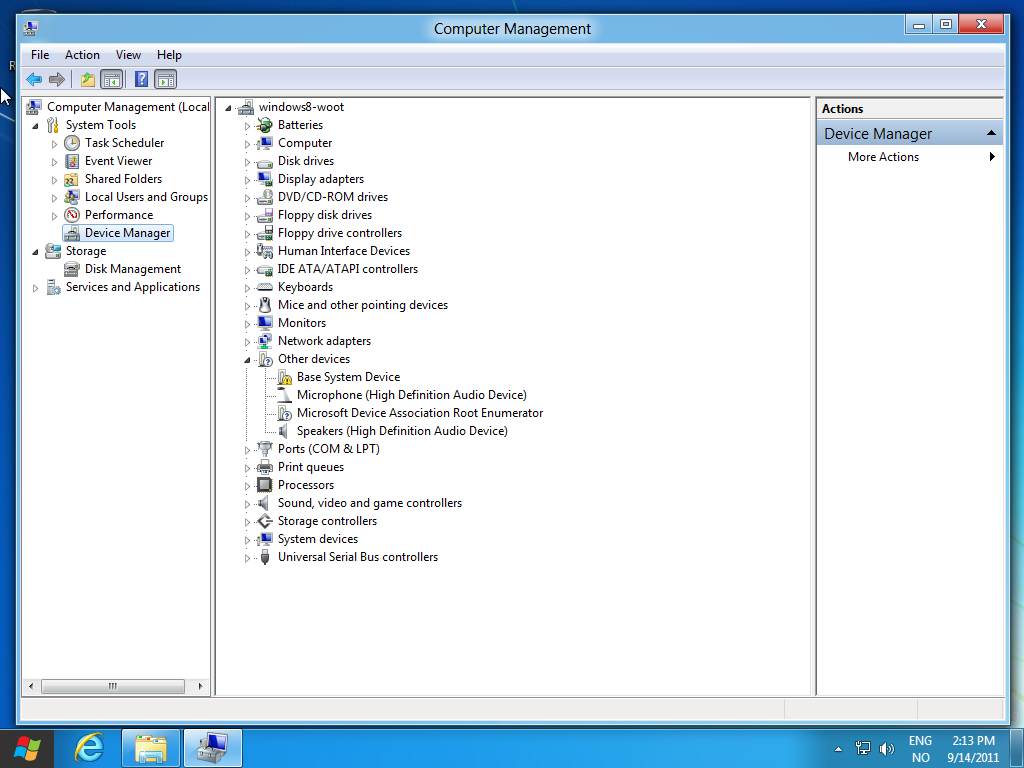 Computer Management
R
File Action View Help
Computer Management (Local
System Tools
Task Scheduler
Event Viewer
Shared Folders
Local Users and Groups
Performance
Device Manager
Storage
Disk Management
Services and Applications
windows8-woot
Batteries
Computer
Disk drives
Display adapters
DVD/CD-ROM drives
Floppy disk drives
Floppy drive controllers
Human Interface Devices
IDE ATA/ATAPI controllers
Keyboards
Mice and other pointing devices
Monitors
Network adapters
Other devices
Base System Device
Microphone (High Definition Audio Device)
Microsoft Device Association Root Enumerator
Speakers (High Definition Audio Device)
Ports (COM & LPT)
Print queues
Processors
Sound, video and game controllers
Storage controllers
System devices
Universal Serial Bus controllers
Actions
Device Manager
More Actions
ENG 2:13 PM
NO 9/14/2011